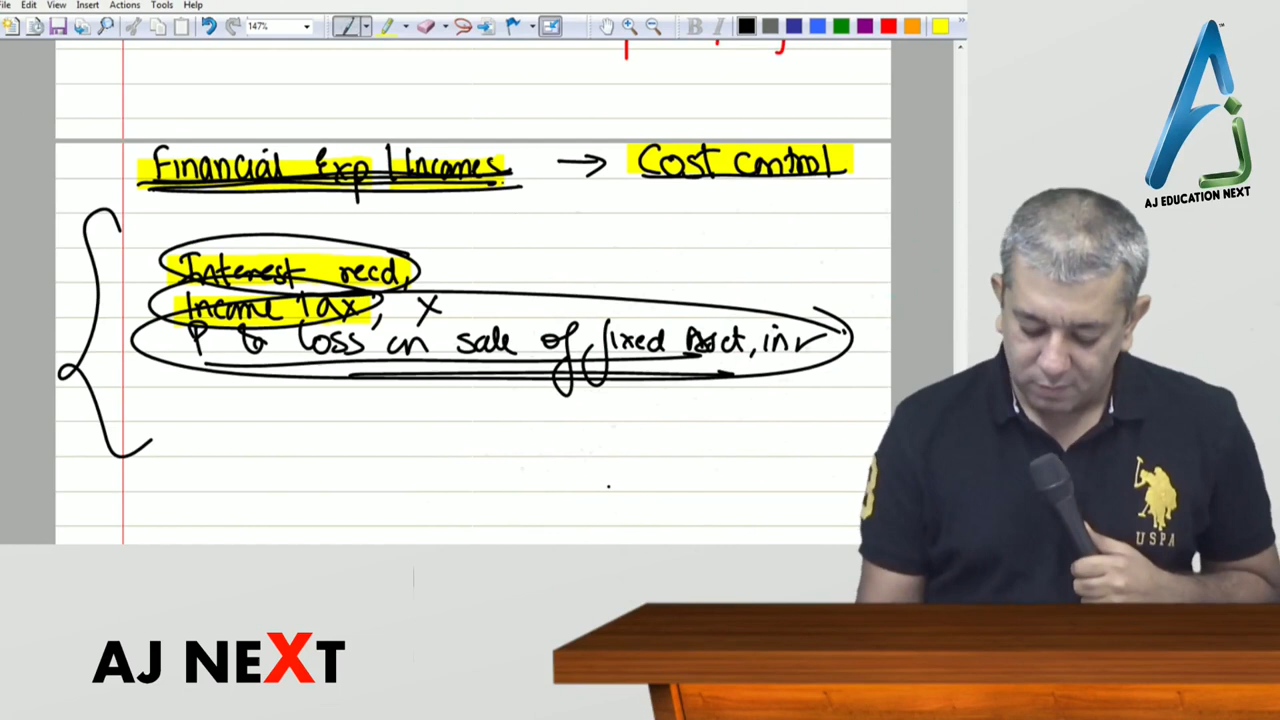 File Edit View Insert Actions Tools Help
147%
B I
Financial Exp | Incomes → Cost control
Interest recd,
Income Tax, X
P & loss on sale of fixed Asset, inv
AJ EDUCATION NEXT
USPA
3
AJ NEXT